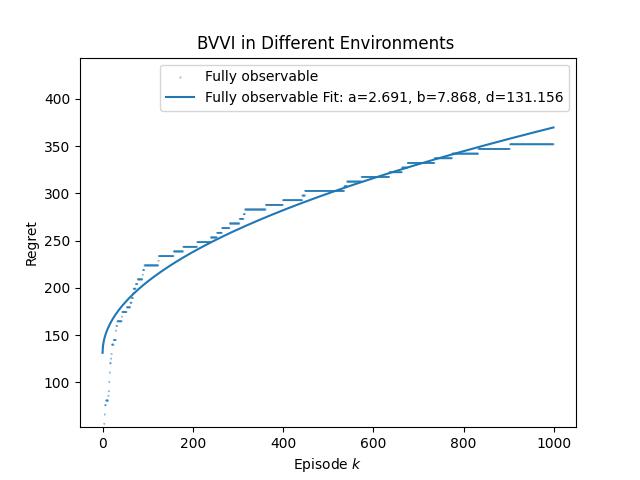 BVVI in Different Environments
Fully observable
Fully observable Fit: a=2.691, b=7.868, d=131.156
400
350
300
250
200
150
100
Regret
0 200 400 600 800 1000
Episode k